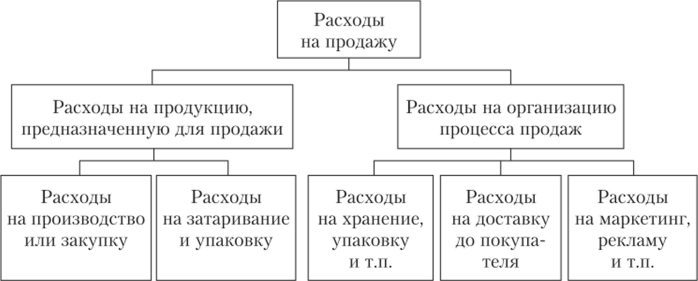 Расходы
на продажу
Расходы на продукцию,
предназначенную для продажи
Расходы на организацию
процесса продаж
Расходы
на производство
или закупку
Расходы
на затаривание
и упаковку
Расходы
на хранение,
упаковку
и т.п.
Расходы
на доставку
до покупа-
теля
Расходы
на маркетинг,
рекламу
и т.п.